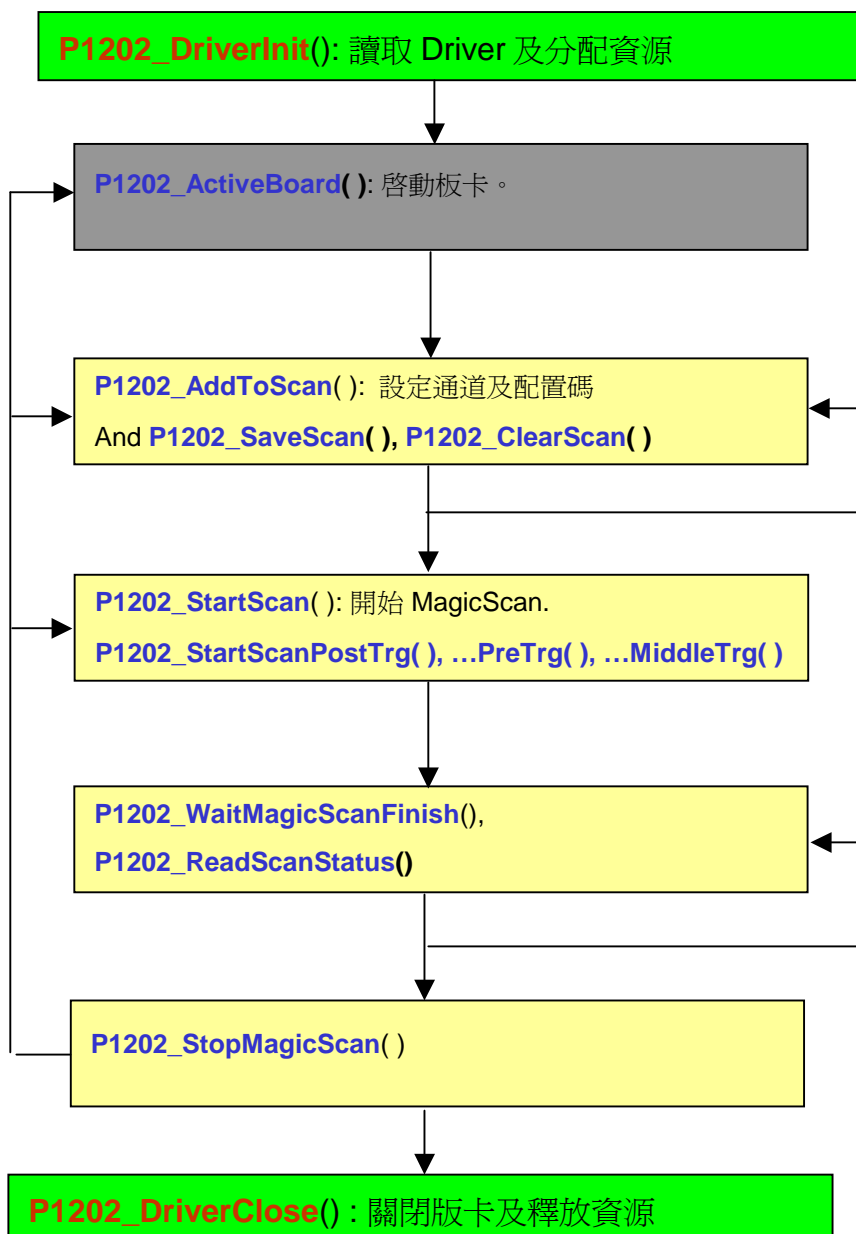 P1202_DriverInit(): 讀取 Driver 及分配資源
P1202_ActiveBoard( ): 啓動板卡。
P1202_AddToScan( ): 設定通道及配置碼
And P1202_SaveScan( ), P1202_ClearScan( )
P1202_StartScan( ): 開始 MagicScan.
P1202_StartScanPostTrg( ), …PreTrg( ), …MiddleTrg( )
P1202_WaitMagicScanFinish(),
P1202_ReadScanStatus()
P1202_StopMagicScan( )
P1202_DriverClose() : 關閉版卡及釋放資源